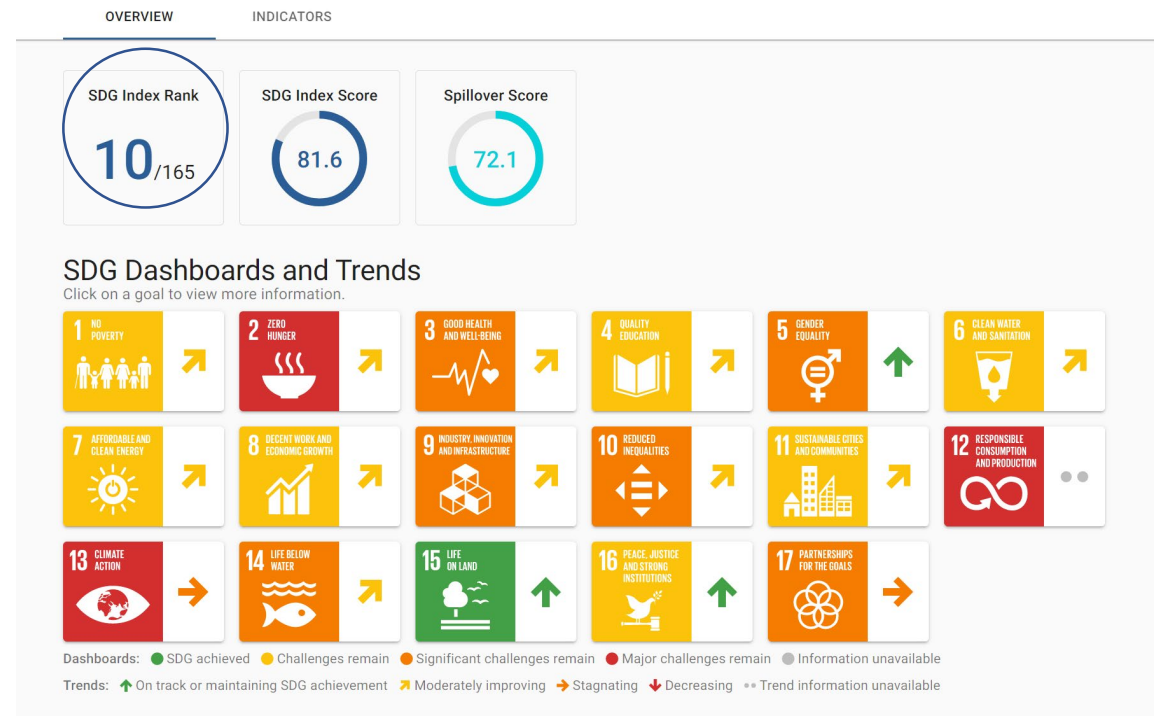 OVERVIEW INDICATORS
SDG Index Rank
10/165
SDG Index Score
81.6
Spillover Score
72.1
SDG Dashboards and Trends
Click on a goal to view more information.
1 NO
POVERTY
2 ZERO
HUNGER
3 GOOD HEALTH
AND WELL-BEING
4 QUALITY
EDUCATION
5 GENDER
EQUALITY
6 CLEAN WATER
AND SANITATION
7 AFFORDABLE AND
CLEAN ENERGY
8 DECENT WORK AND
ECONOMIC GROWTH
9 INDUSTRY, INNOVATION
AND INFRASTRUCTURE
10 REDUCED
INEQUALITIES
11 SUSTAINABLE CITIES
AND COMMUNITIES
12 RESPONSIBLE
CONSUMPTION
AND PRODUCTION
13 CLIMATE
ACTION
14 LIFE BELOW
WATER
15 LIFE
ON LAND
16 PEACE, JUSTICE
AND STRONG
INSTITUTIONS
17 PARTNERSHIPS
FOR THE GOALS
Dashboards: SDG achieved Challenges remain Significant challenges remain Major challenges remain Information unavailable
Trends: On track or maintaining SDG achievement Moderately improving Stagnating Decreasing Trend information unavailable